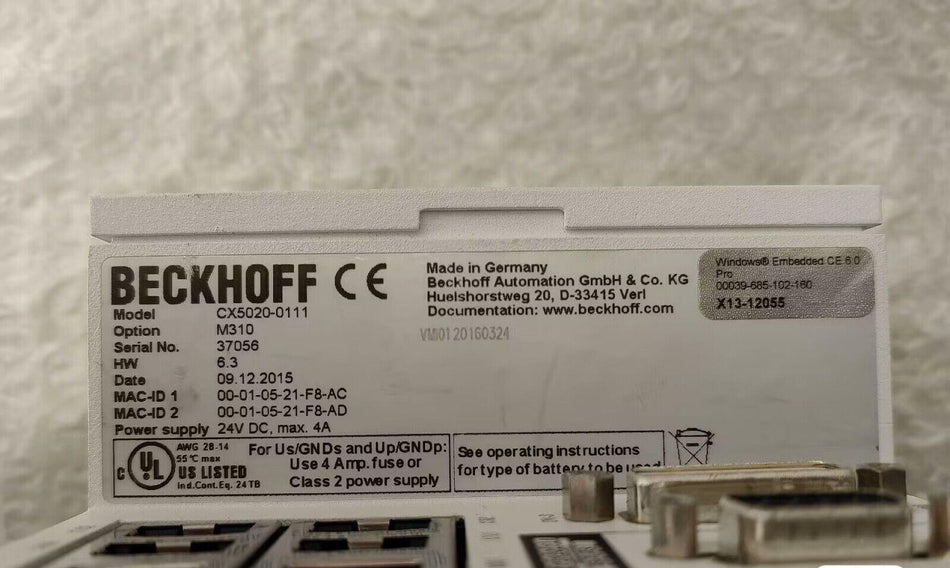 BECKHOFF CE
Model CX5020-0111
Option M310
Serial No. 37056
HW 6.3
Date 09.12.2015
MAC-ID 1 00-01-05-21-F8-AC
MAC-ID 2 00-01-05-21-F8-AD
Power supply 24V DC, max. 4A
Made in Germany
Beckhoff Automation GmbH & Co. KG
Huelshorstweg 20, D-33415 Verl
Documentation: www.beckhoff.com
VMI01 20160324
Windows® Embedded CE 6.0
Pro
00039-685-102-160
X13-12055
c UL
AWG 28-14
55°C max
US LISTED
Ind.Cont.Eq. 24TB
For Us/GNDs and Up/GNDp:
Use 4 Amp. fuse or
Class 2 power supply
See operating instructions
for type of battery to be used